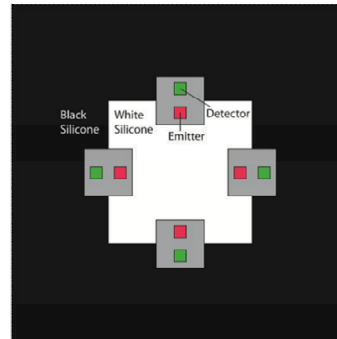 Black
Silicone
White
Silicone
Detector
Emitter